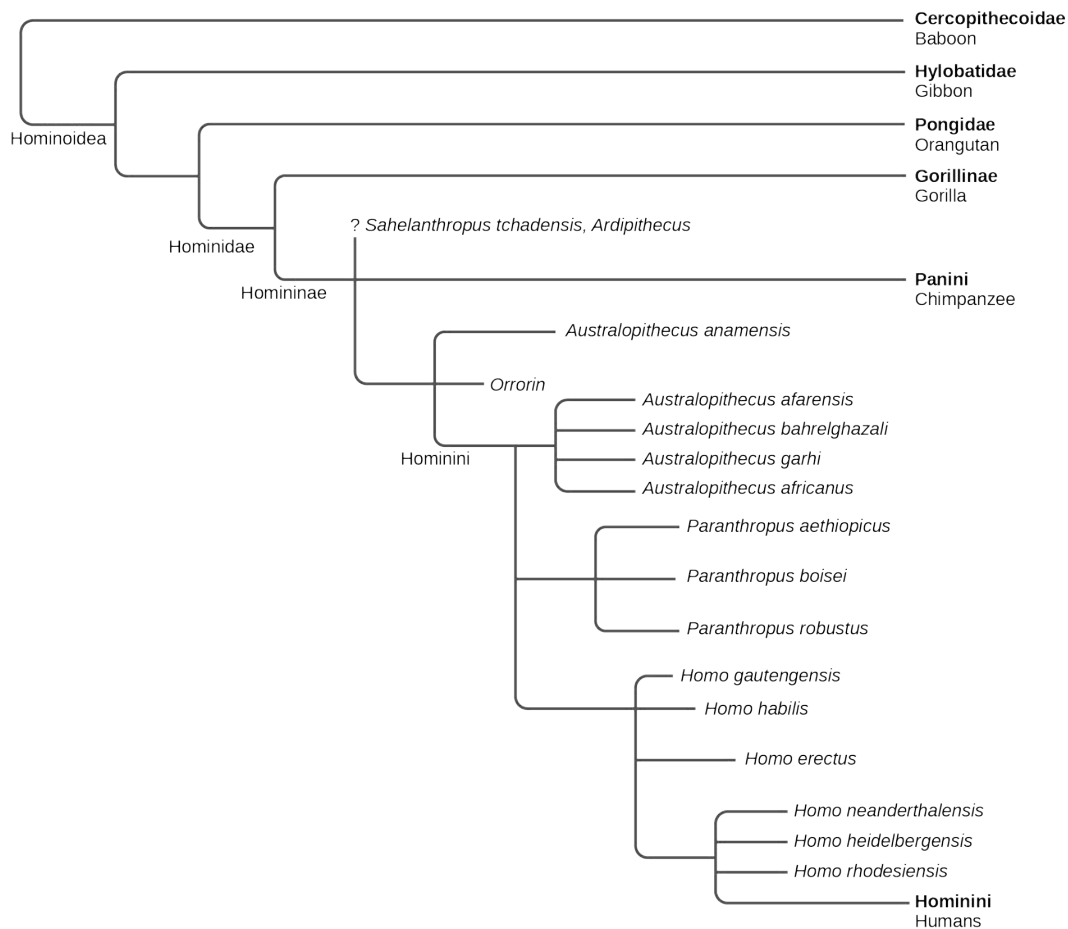 Cercopithecoidae
Baboon
Hylobatidae
Gibbon
Hominoidea
Pongidae
Orangutan
Gorillinae
Gorilla
? Sahelanthropus tchadensis, Ardipithecus
Hominidae
Panini
Chimpanzee
Homininae
Australopithecus anamensis
Orrorin
Australopithecus afarensis
Australopithecus bahrelghazali
Hominini
Australopithecus garhi
Australopithecus africanus
Paranthropus aethiopicus
Paranthropus boisei
Paranthropus robustus
Homo gautengensis
Homo habilis
Homo erectus
Homo neanderthalensis
Homo heidelbergensis
Homo rhodesiensis
Hominini
Humans